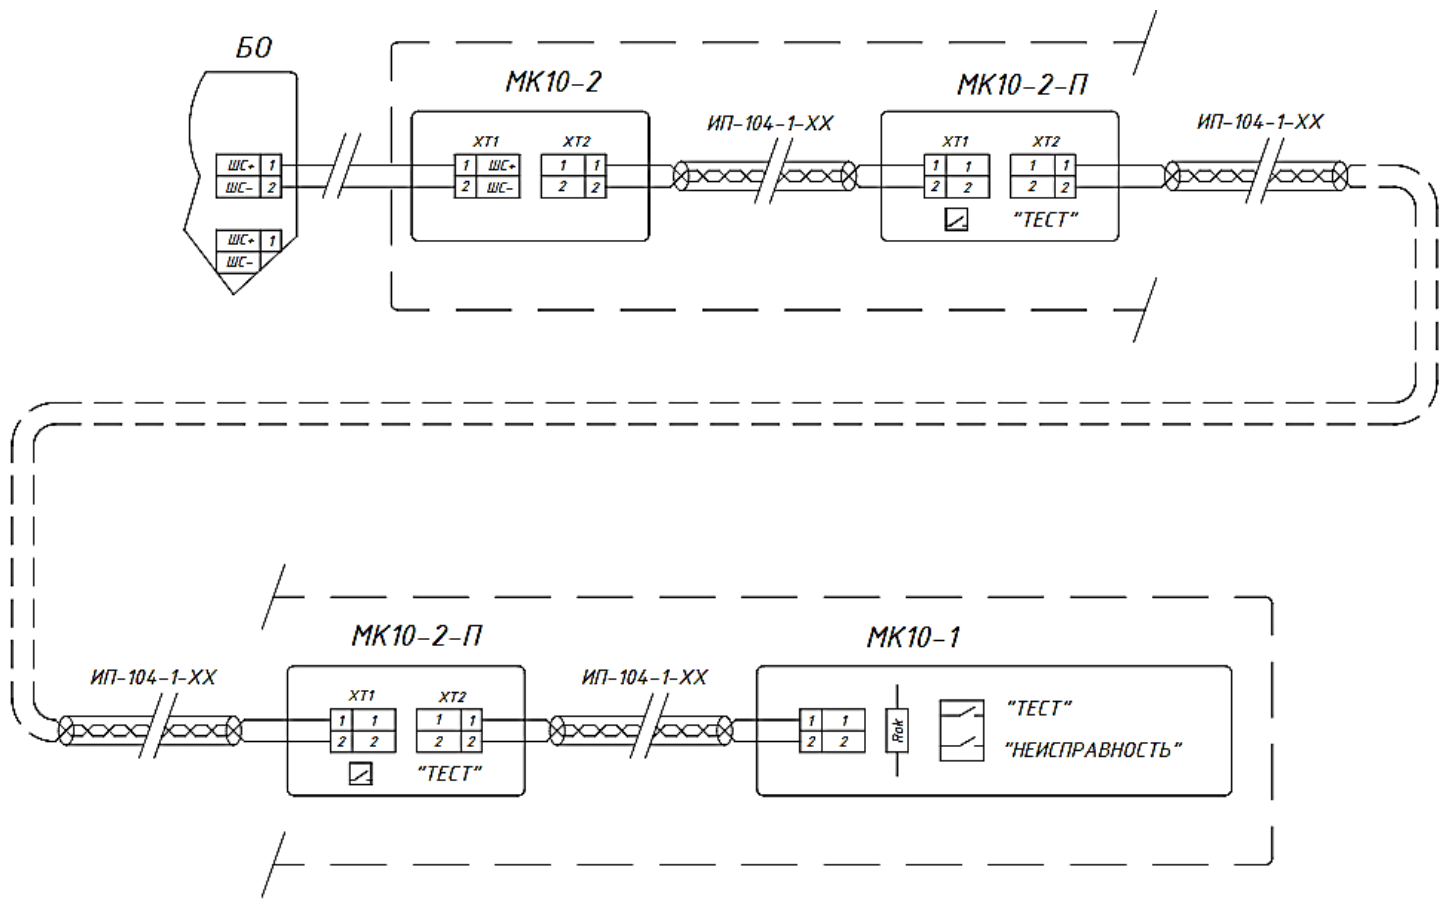 БО
МК10-2
МК10-2-П
ИП-104-1-ХХ
ИП-104-1-ХХ
ХТ1
ХТ2
ХТ1
ХТ2
ШС+ 1
1 ШС+
1 1
1 1
1 1
ШС- 2
2 ШС-
2 2
2 2
2 2
"ТЕСТ"
ШС+ 1
ШС-
МК10-2-П
МК10-1
ИП-104-1-ХХ
ИП-104-1-ХХ
ХТ1
ХТ2
1 1
1 1
1 1
2 2
2 2
2 2
Rok
"ТЕСТ"
"НЕИСПРАВНОСТЬ"
"ТЕСТ"